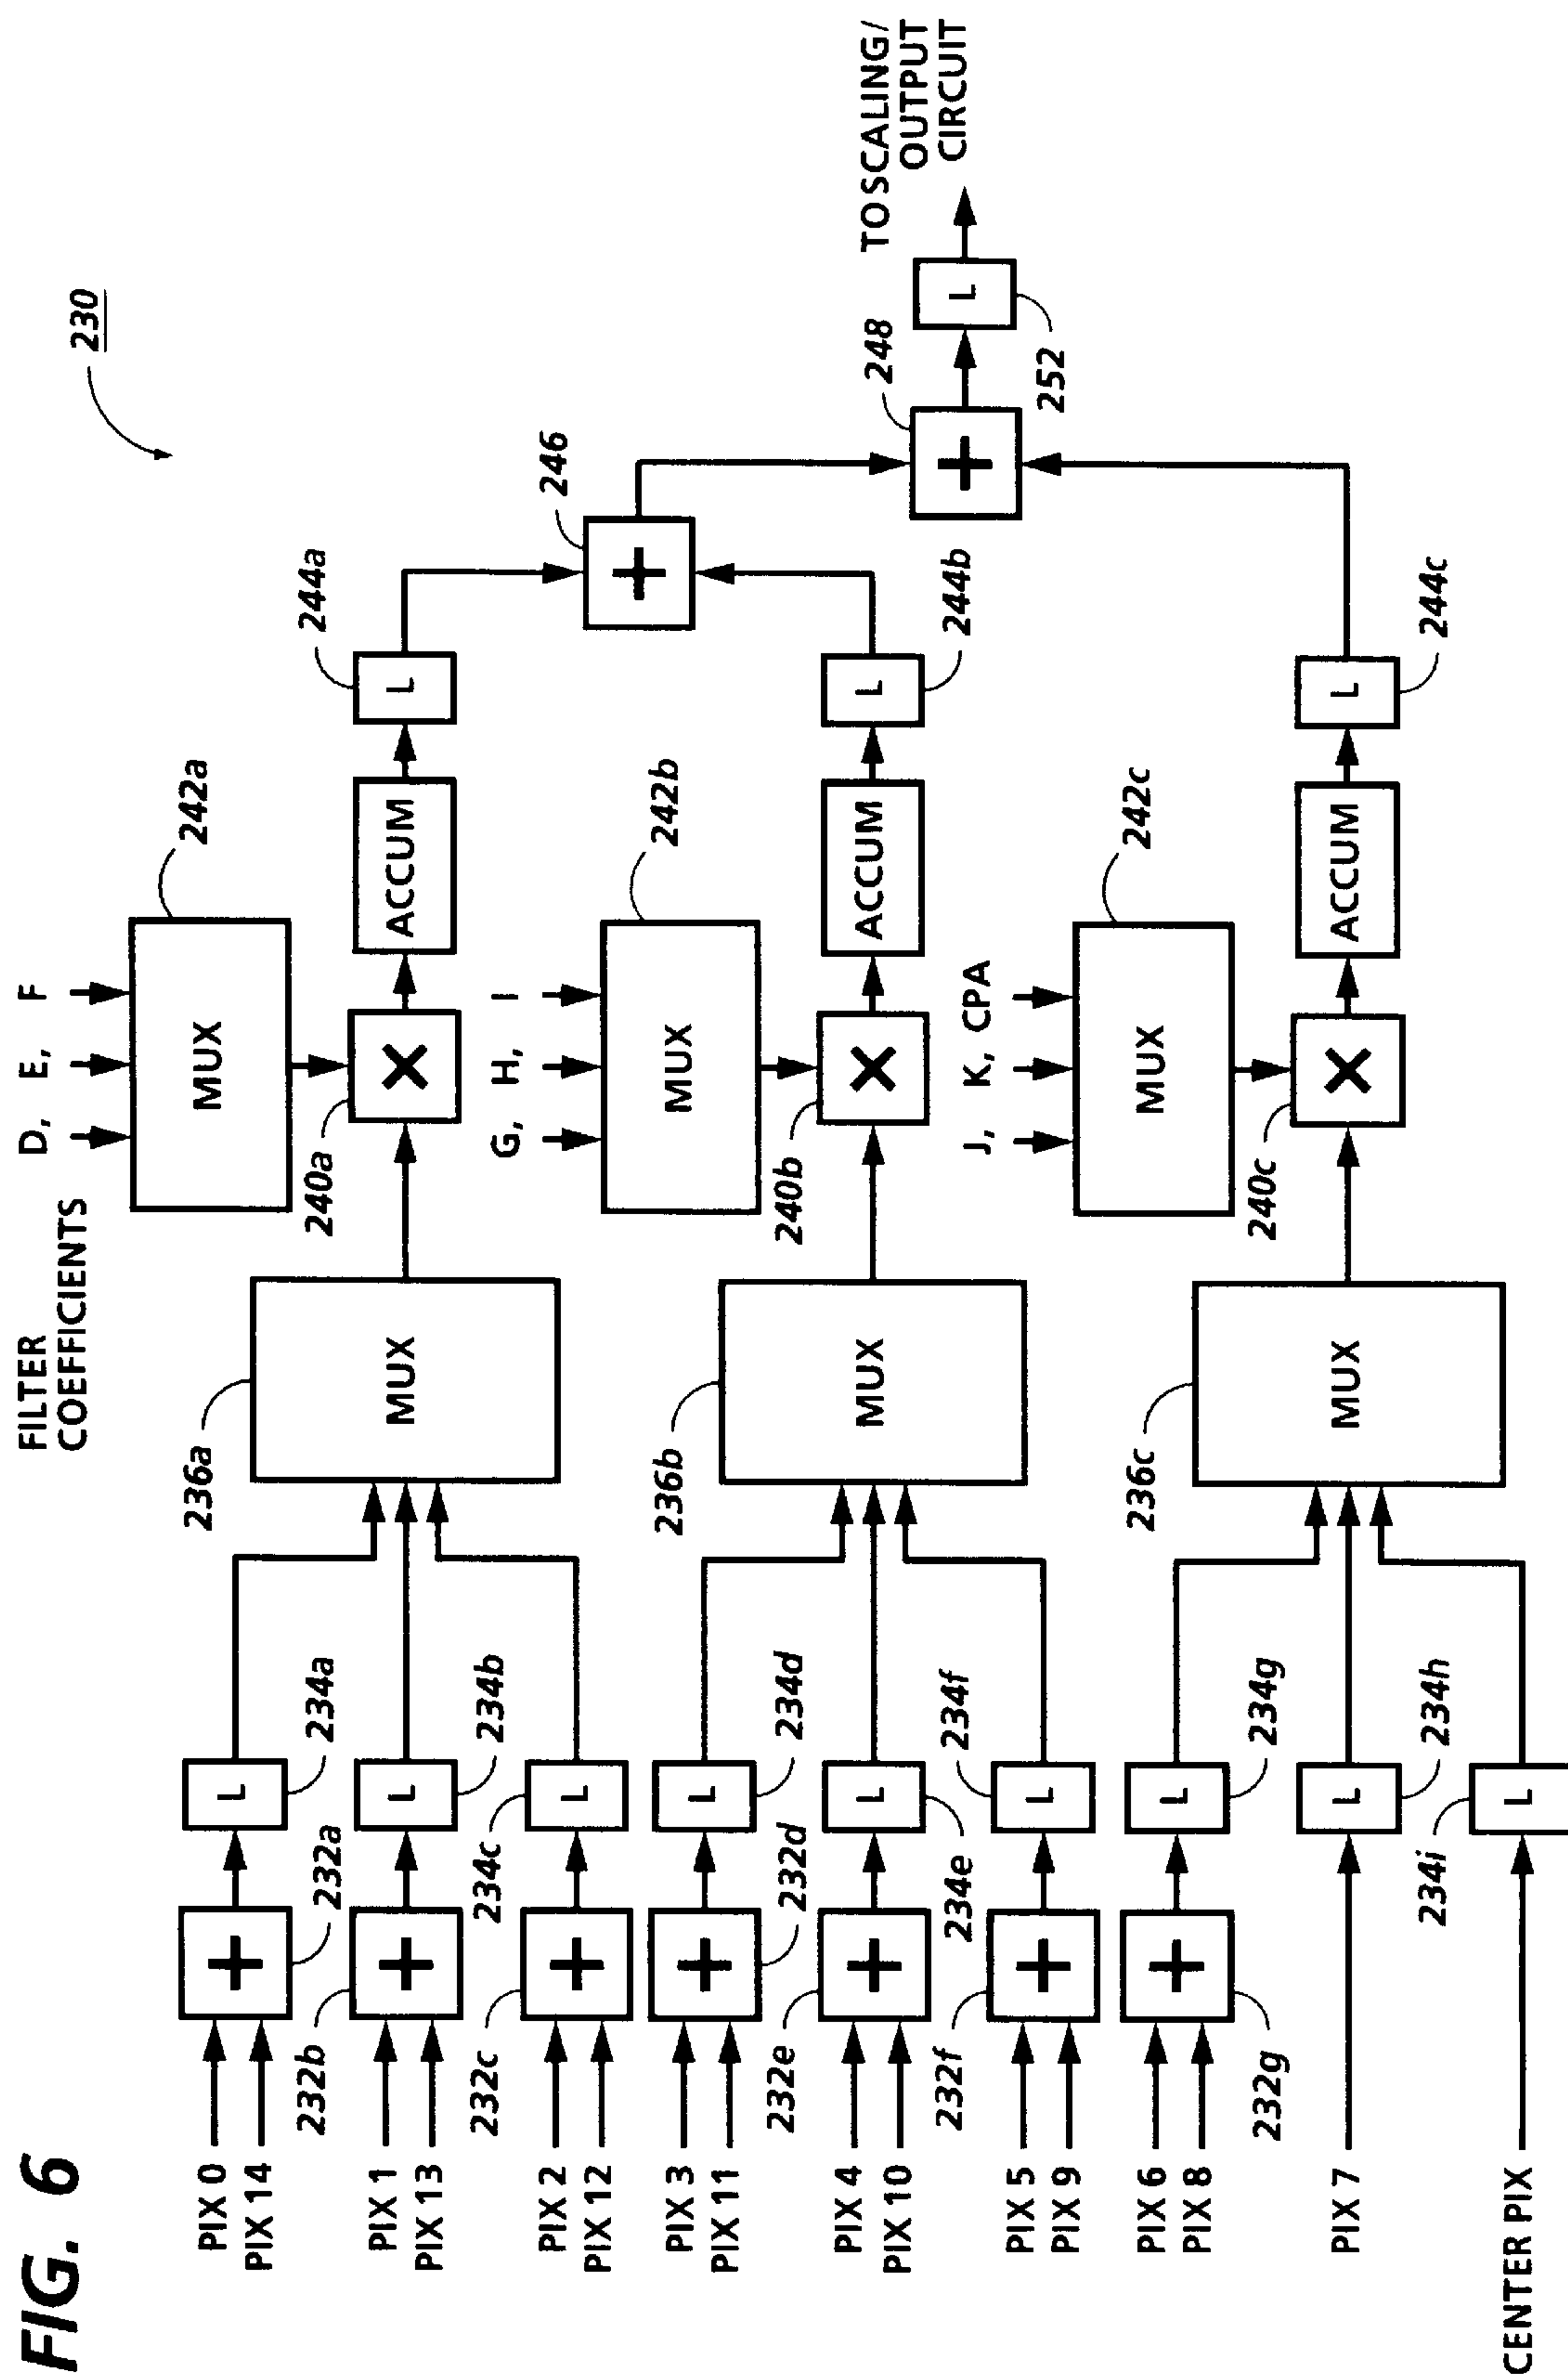 FIG. 6
230
FILTER
COEFFICIENTS
D, E, F
MUX
242a
G, H, I
MUX
242b
J, K, CPA
MUX
242c
PIX 0
PIX 14
+
232a
L
234a
PIX 1
PIX 13
+
232b
L
234b
PIX 2
PIX 12
+
232c
L
234c
236a
MUX
240a
×
ACCUM
L
244a
PIX 3
PIX 11
+
232d
L
234d
PIX 4
PIX 10
+
232e
L
234e
PIX 5
PIX 9
+
232f
L
234f
236b
MUX
240b
×
ACCUM
L
244b
PIX 6
PIX 8
+
232g
L
234g
PIX 7
L
234h
CENTER PIX
L
234i
236c
MUX
240c
×
ACCUM
L
244c
+
246
+
248
L
252
TO SCALING/
OUTPUT
CIRCUIT